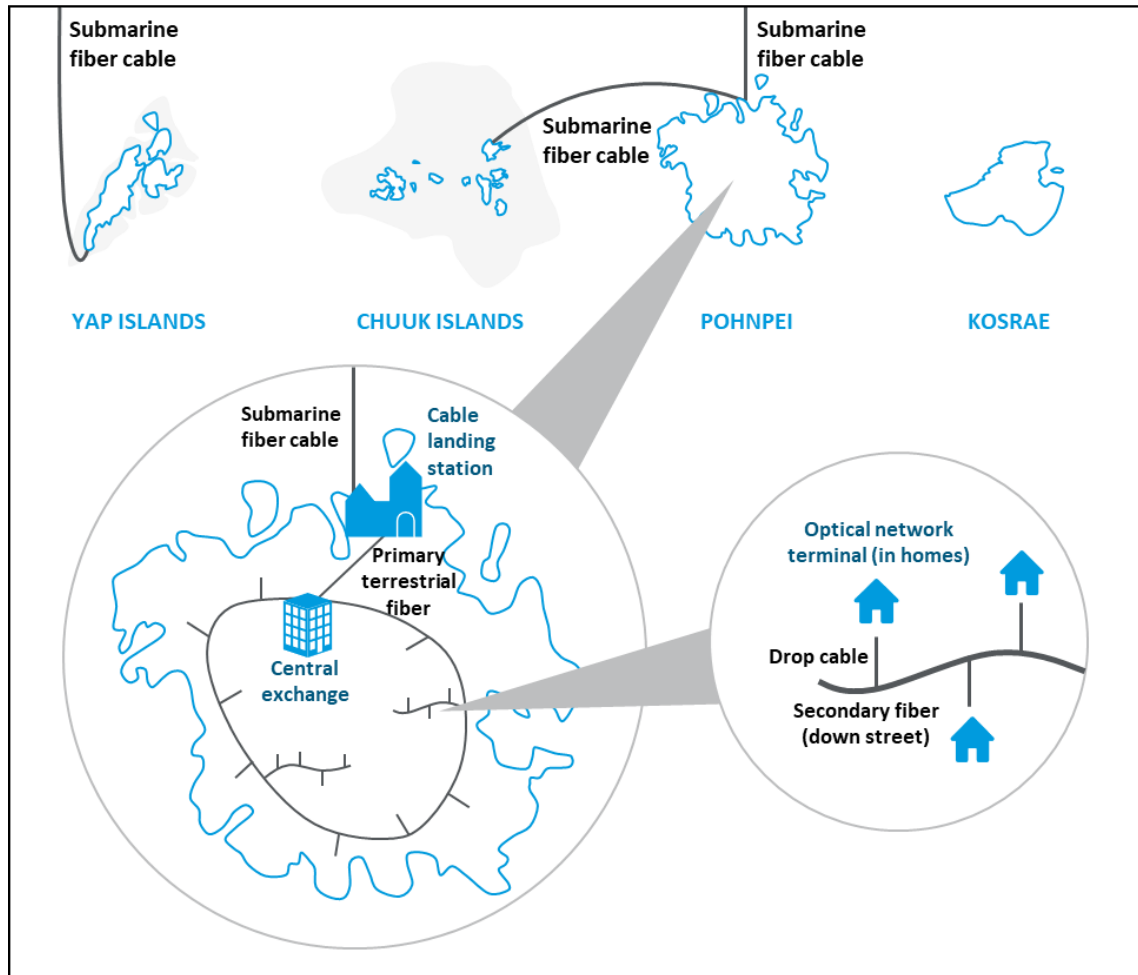 Submarine
fiber cable
Submarine
fiber cable
Submarine
fiber cable
YAP ISLANDS
CHUUK ISLANDS
POHNPEI
KOSRAE
Submarine
fiber cable
Cable
landing
station
Primary
terrestrial
fiber
Central
exchange
Optical network
terminal (in homes)
Drop cable
Secondary fiber
(down street)